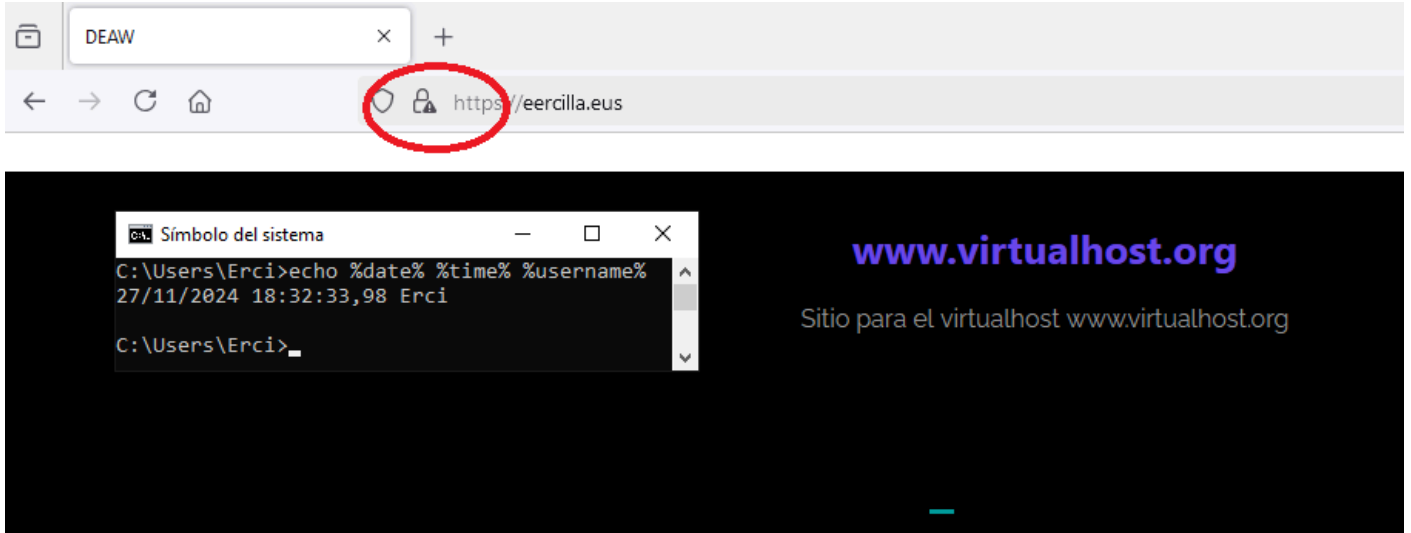 DEAW
https://eercilla.eus
Símbolo del sistema
C:\Users\Erci>echo %date% %time% %username%
27/11/2024 18:32:33,98 Erci
C:\Users\Erci>
www.virtualhost.org
Sitio para el virtualhost www.virtualhost.org